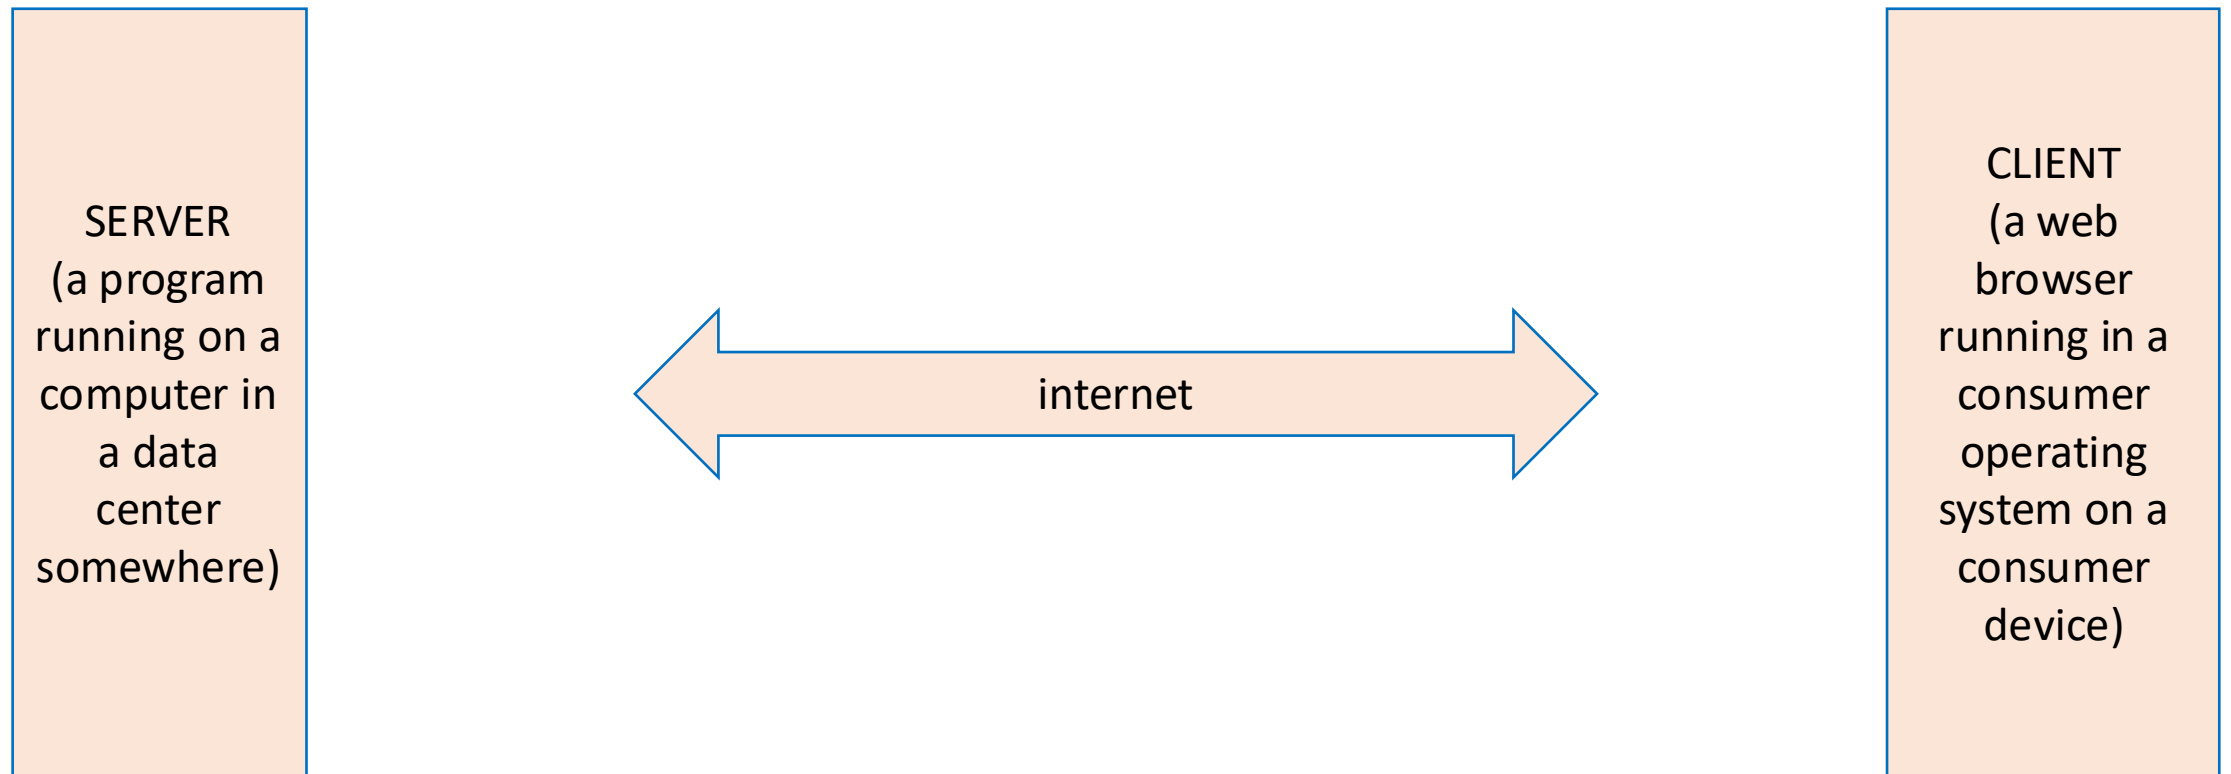 SERVER
(a program
running on a
computer in
a data
center
somewhere)
internet
CLIENT
(a web
browser
running in a
consumer
operating
system on a
consumer
device)